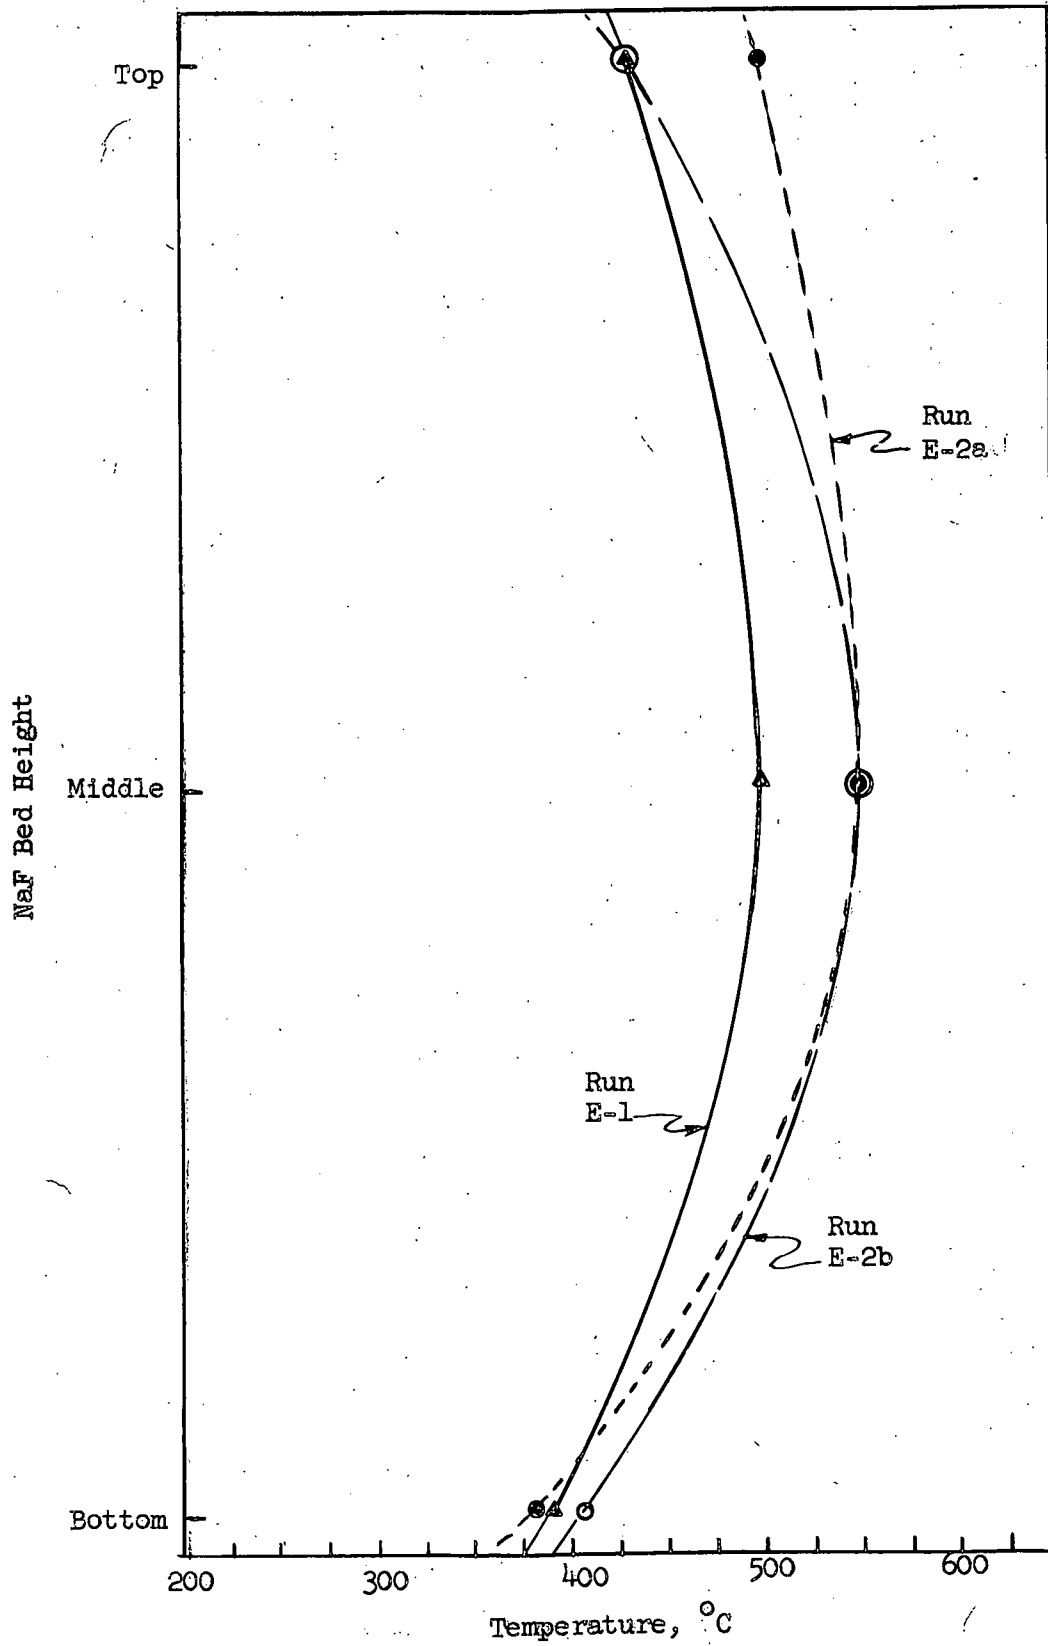 Top
Run
E-2a
NaF Bed Height
Middle
Run
E-1
Run
E-2b
Bottom
200 300 400 500 600
Temperature, °C